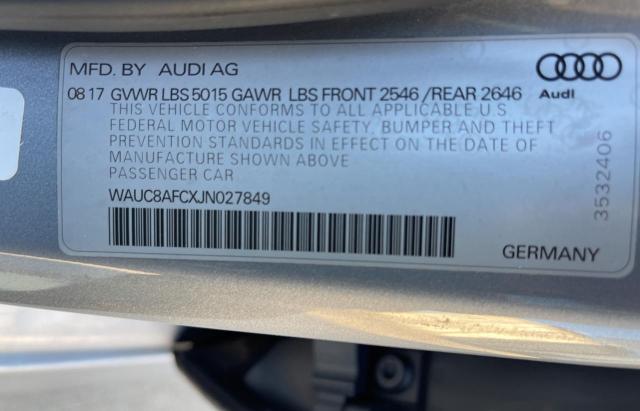 MFD. BY AUDI AG
08 17 GVWR LBS 5015 GAWR LBS FRONT 2546 /REAR 2646
Audi
THIS VEHICLE CONFORMS TO ALL APPLICABLE U.S
FEDERAL MOTOR VEHICLE SAFETY, BUMPER AND THEFT
PREVENTION STANDARDS IN EFFECT ON THE DATE OF
MANUFACTURE SHOWN ABOVE
PASSENGER CAR
WAUC8AFCXJN027849
GERMANY
3532406